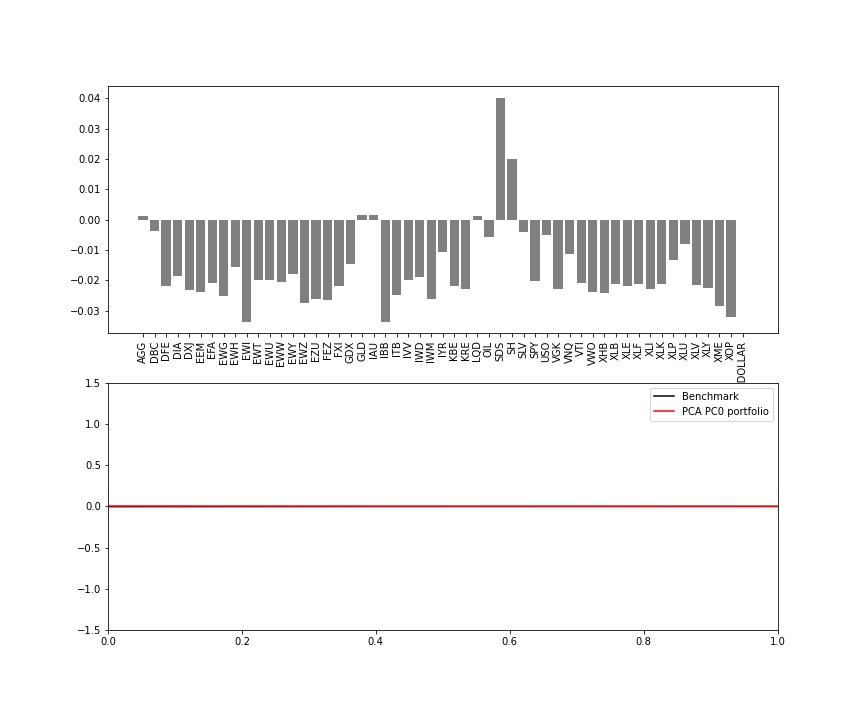 0.04
0.03
0.02
0.01
0.00
−0.01
−0.02
−0.03
AGG
DBC
DFE
DIA
DXJ
EEM
EFA
EWG
EWH
EWI
EWT
EWU
EWW
EWY
EWZ
EZU
FEZ
FXI
GDX
GLD
IAU
IBB
ITB
IVV
IWD
IWM
IYR
KBE
KRE
LQD
OIL
SDS
SH
SLV
SPY
USO
VGK
VNQ
VTI
VWO
XHB
XLB
XLE
XLF
XLI
XLK
XLP
XLU
XLV
XLY
XME
XOP
DOLLAR
1.5
1.0
0.5
0.0
−0.5
−1.0
−1.5
Benchmark
PCA PC0 portfolio
0.0
0.2
0.4
0.6
0.8
1.0